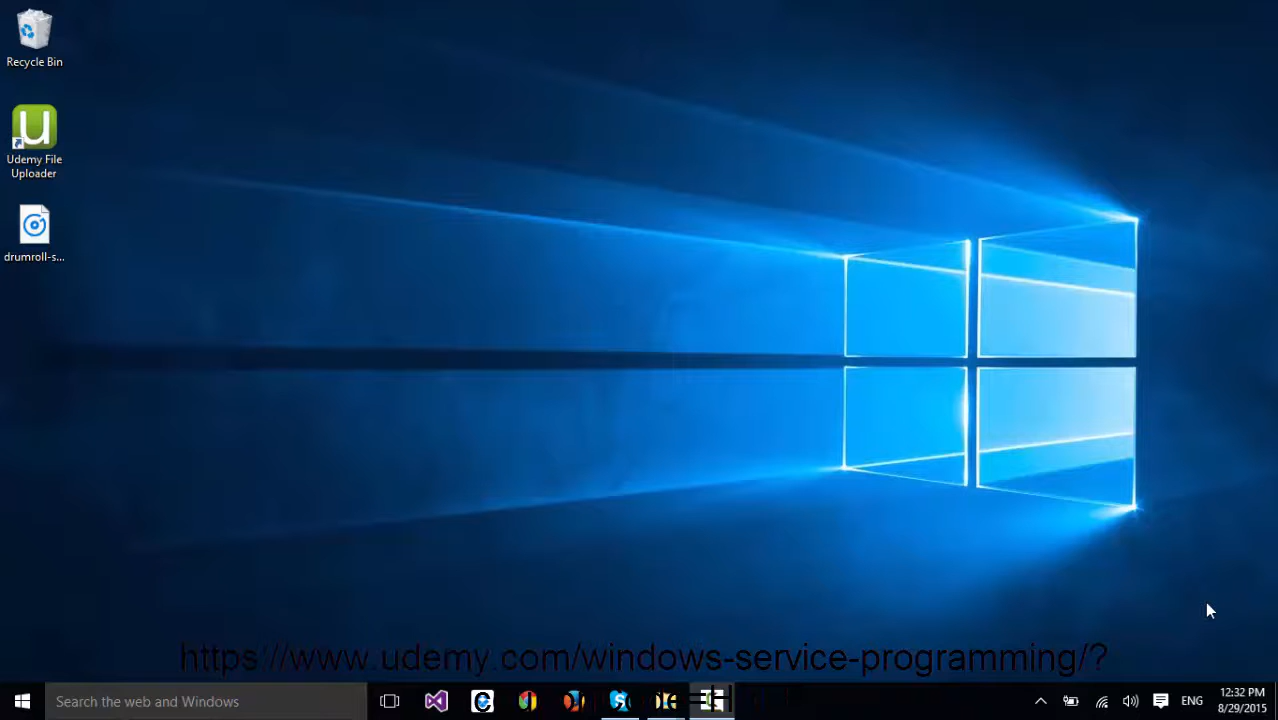 Recycle Bin
Udemy File
Uploader
drumroll-s...
https://www.udemy.com/windows-service-programming/?
Search the web and Windows
ENG
12:32 PM
8/29/2015